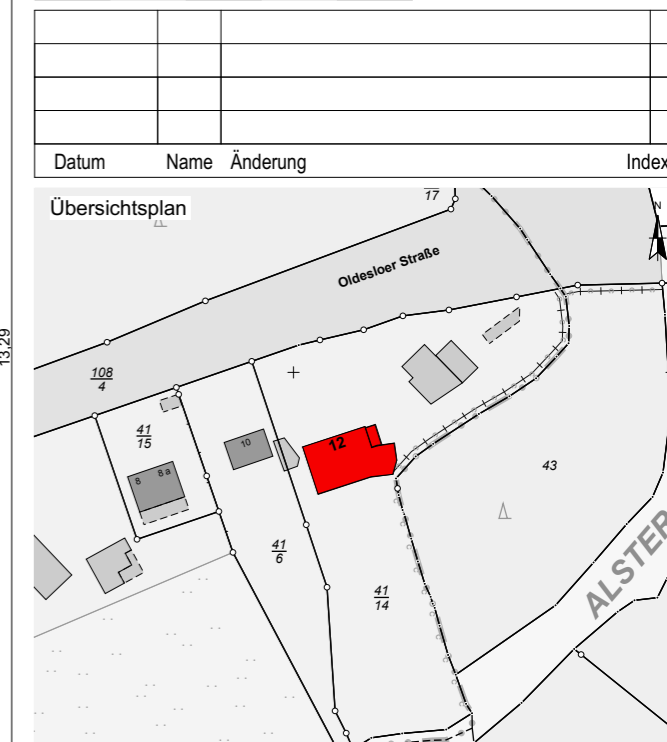 Datum Name Änderung Index
Übersichtsplan
17
N
Oldesloer Straße
13,29
108
4
41
15
10
12
8
8 a
43
41
6
41
14
ALSTER